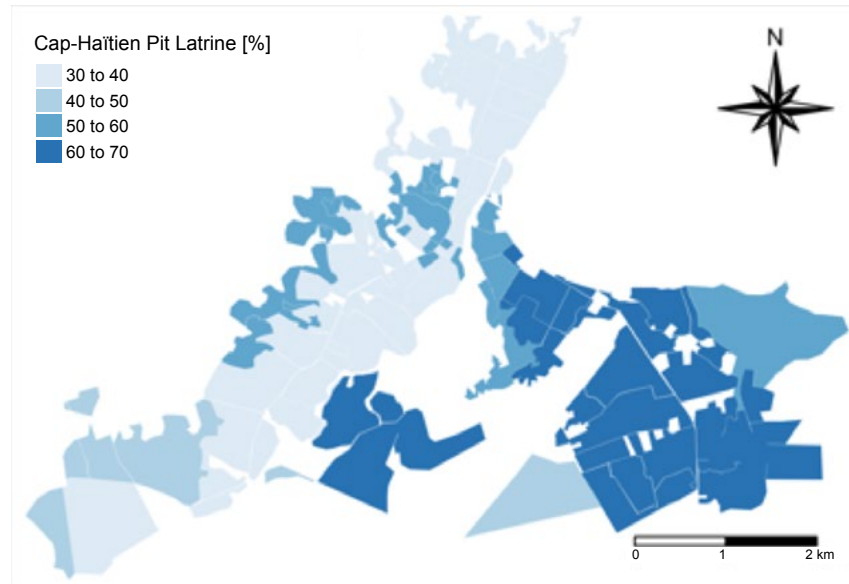 Cap-Haïtien Pit Latrine [%]
30 to 40
40 to 50
50 to 60
60 to 70
N
0 1 2 km